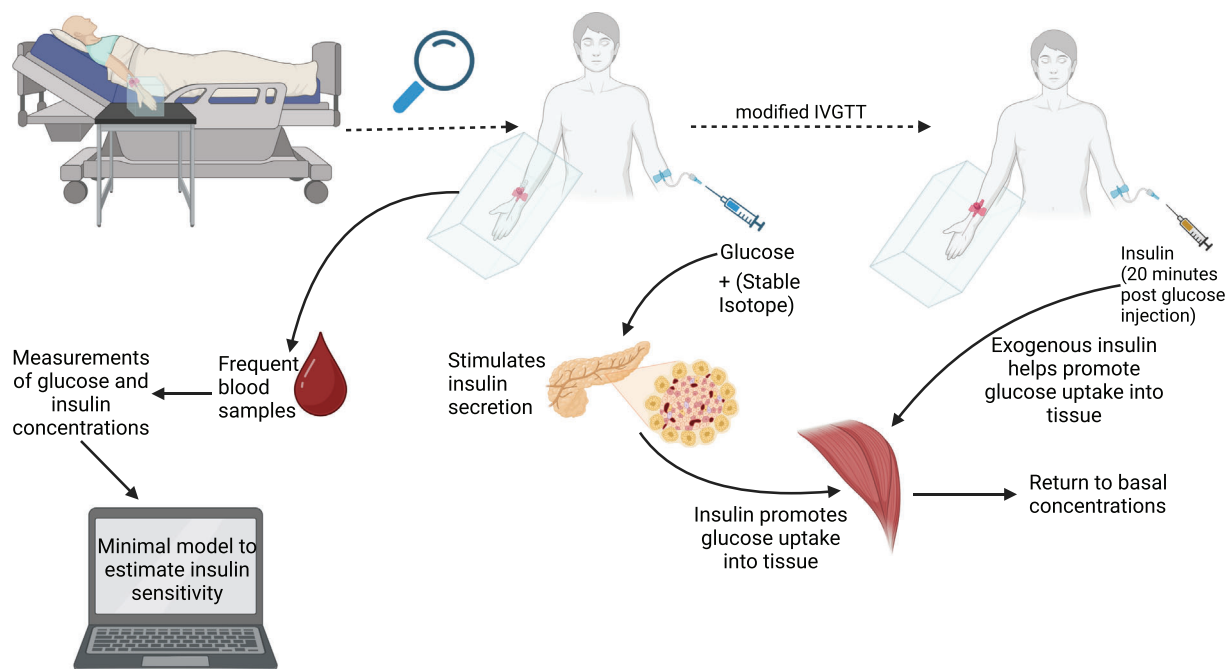 modified IVGTT
Glucose
+ (Stable
Isotope)
Insulin
(20 minutes
post glucose
injection)
Measurements
of glucose and
insulin
concentrations
Frequent
blood
samples
Stimulates
insulin
secretion
Exogenous insulin
helps promote
glucose uptake into
tissue
Insulin promotes
glucose uptake
into tissue
Return to basal
concentrations
Minimal model to
estimate insulin
sensitivity